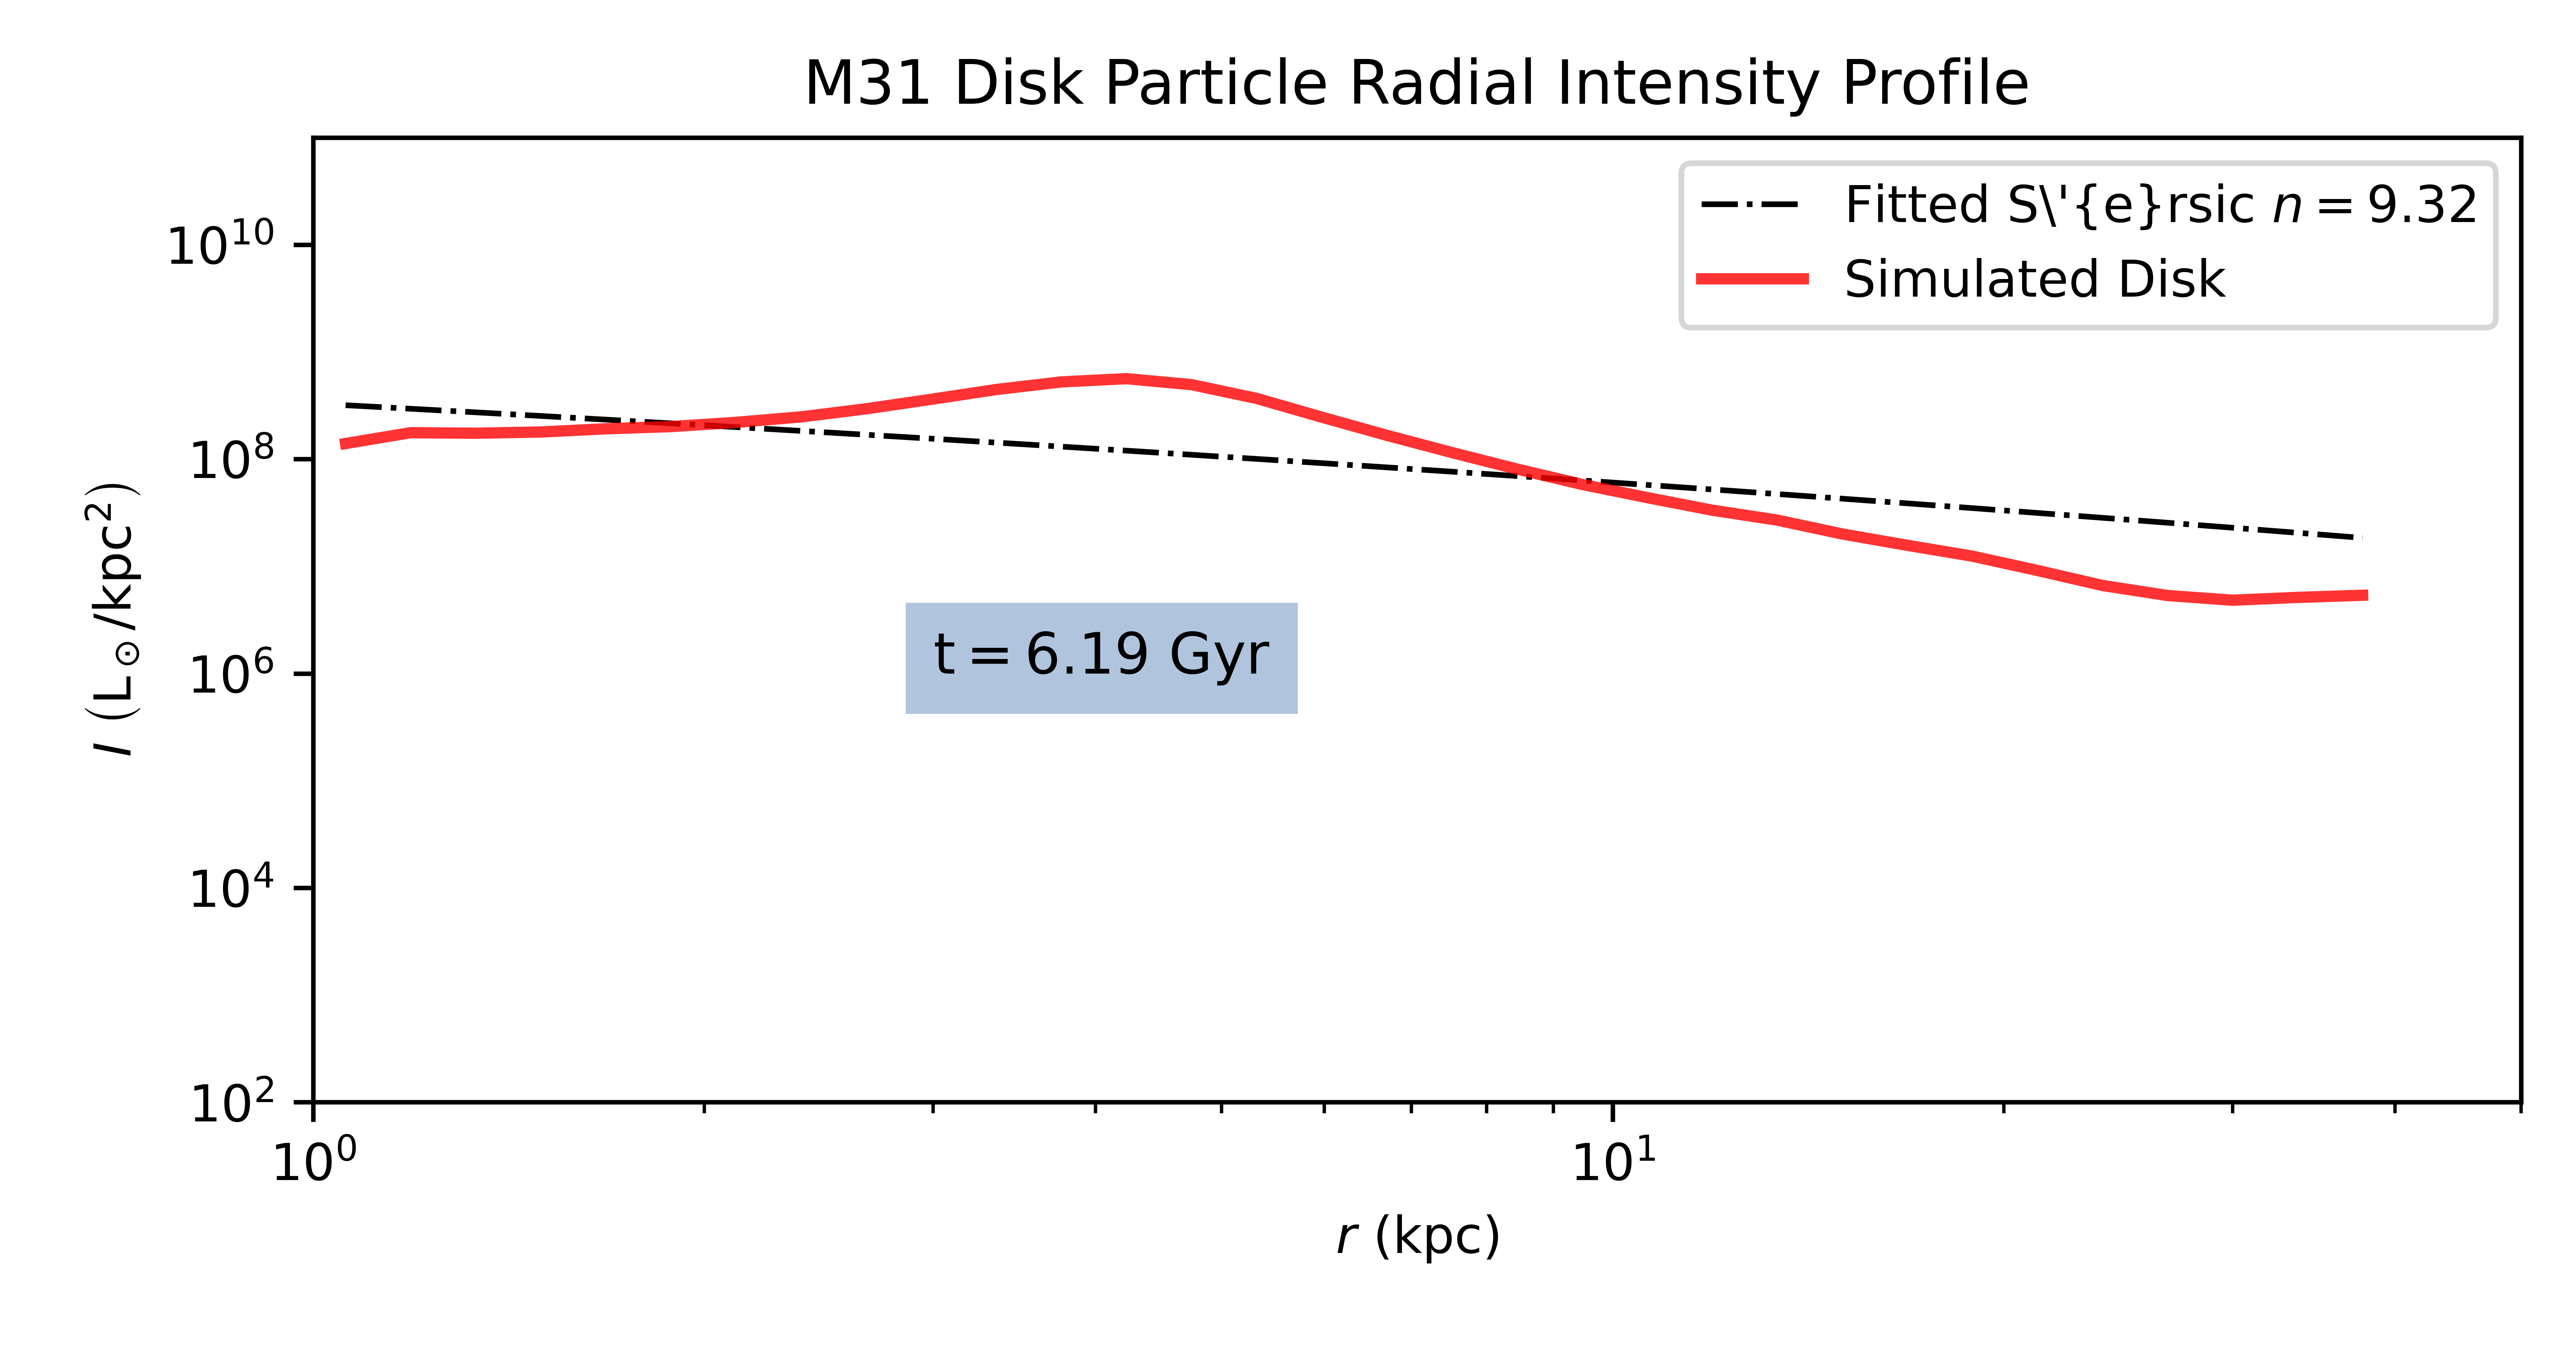 M31 Disk Particle Radial Intensity Profile
Fitted S\'{e}rsic n = 9.32
Simulated Disk
I (L⊙/kpc²)
10¹⁰
10⁸
10⁶
10⁴
10²
t = 6.19 Gyr
10⁰
10¹
r (kpc)